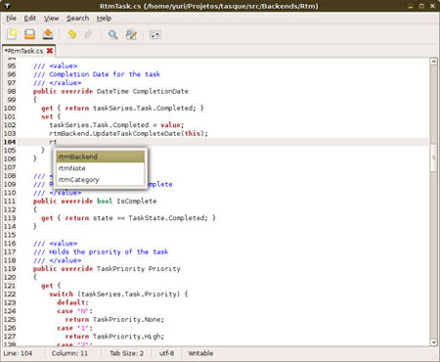 RtmTask.cs (/home/yuri/Projetos/tasque/src/Backends/Rtm)
File Edit View Search Help
*RtmTask.cs
94
95 /// <value>
96 /// Completion Date for the task
97 /// </value>
98 public override DateTime CompletionDate
99 {
100 get { return taskSeries.Task.Completed; }
101 set {
102 taskSeries.Task.Completed = value;
103 rtmBackend.UpdateTaskCompleteDate(this);
104 rt
105 }
106 }
rtmBackend
rtmNote
rtmCategory
107
108 ///
109 ///
110 /// </value>
111 public override bool IsComplete
112 {
113 get { return state == TaskState.Completed; }
114 }
115
116 /// <value>
117 /// Holds the priority of the task
118 /// </value>
119 public override TaskPriority Priority
120 {
121 get {
122 switch (taskSeries.Task.Priority) {
123 default:
124 case "N":
125 return TaskPriority.None;
126 case "1":
127 return TaskPriority.High;
128 case "2":
Line: 104 Column: 11 Tab Size: 2 utf-8 Writable